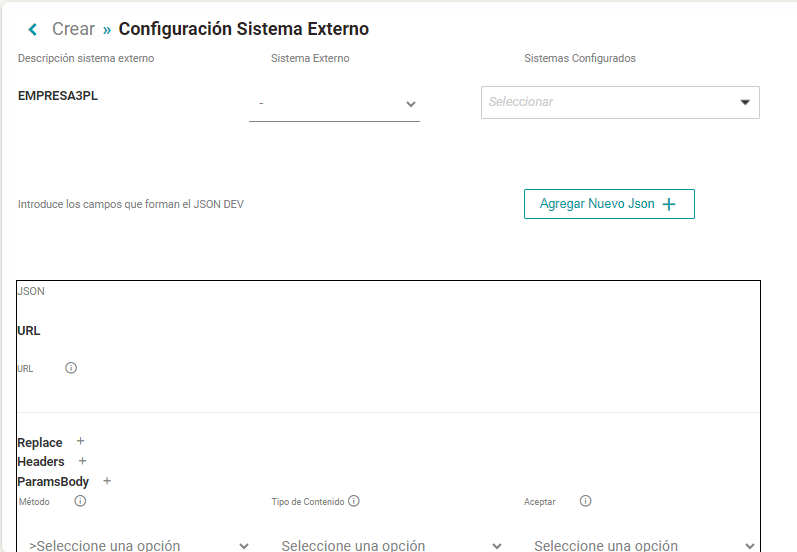 Crear » Configuración Sistema Externo
Descripción sistema externo Sistema Externo Sistemas Configurados
EMPRESA3PL - Seleccionar
Introduce los campos que forman el JSON DEV Agregar Nuevo Json +
JSON
URL
URL
Replace +
Headers +
ParamsBody +
Método Tipo de Contenido Aceptar
>Seleccione una opción Seleccione una opción Seleccione una opción